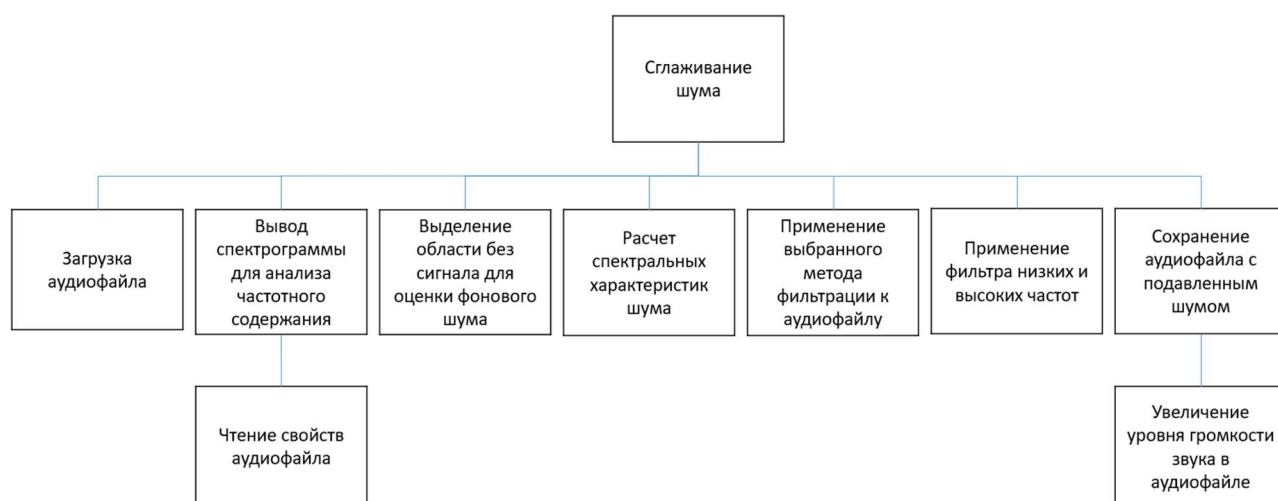 Сглаживание
шума
Загрузка
аудиофайла
Вывод
спектрограммы
для анализа
частотного
содержания
Выделение
области без
сигнала для
оценки фонового
шума
Расчет
спектральных
характеристик
шума
Применение
выбранного
метода
фильтрации к
аудиофайлу
Применение
фильтра низких и
высоких частот
Сохранение
аудиофайла с
подавленным
шумом
Чтение свойств
аудиофайла
Увеличение
уровня громкости
звука в
аудиофайле